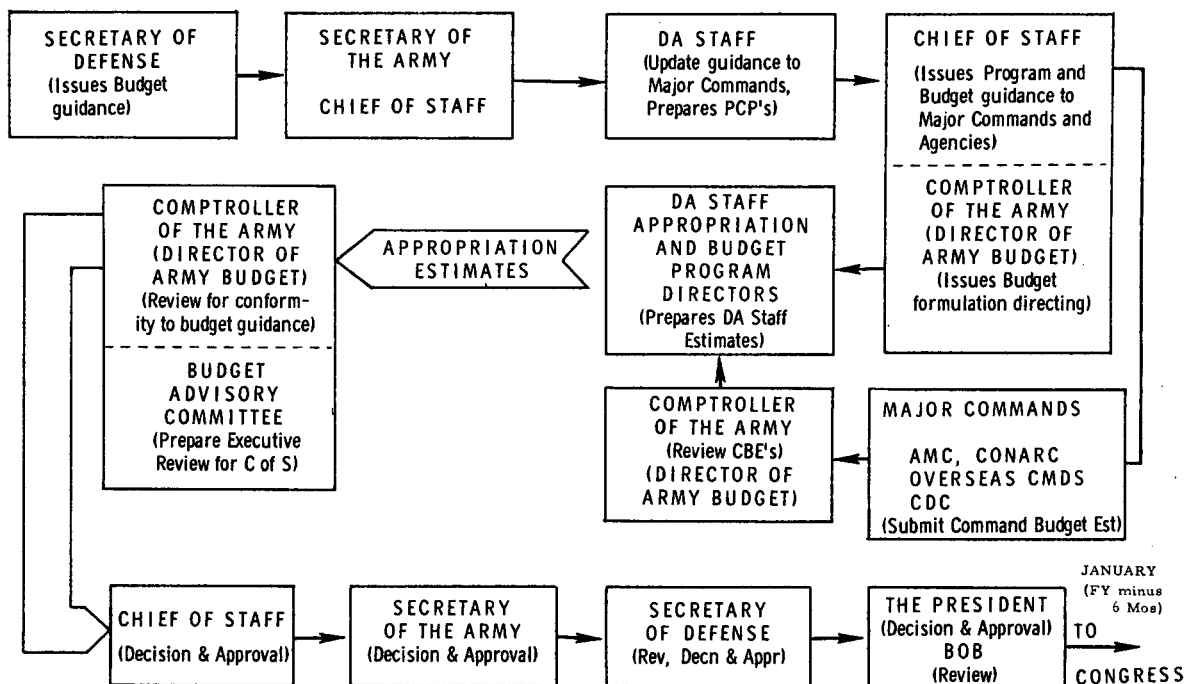 SECRETARY OF
DEFENSE
(Issues Budget
guidance)
SECRETARY OF
THE ARMY
CHIEF OF STAFF
DA STAFF
(Update guidance to
Major Commands,
Prepares PCP's)
CHIEF OF STAFF
(Issues Program and
Budget guidance to
Major Commands and
Agencies)
COMPTROLLER
OF THE ARMY
(DIRECTOR OF
ARMY BUDGET)
(Issues Budget
formulation directing)
DA STAFF
APPROPRIATION
AND BUDGET
PROGRAM
DIRECTORS
(Prepares DA Staff
Estimates)
APPROPRIATION
ESTIMATES
COMPTROLLER
OF THE ARMY
(DIRECTOR OF
ARMY BUDGET)
(Review for conform-
ity to budget guidance)
BUDGET
ADVISORY
COMMITTEE
(Prepare Executive
Review for C of S)
COMPTROLLER
OF THE ARMY
(Review CBE's)
(DIRECTOR OF
ARMY BUDGET)
MAJOR COMMANDS
AMC, CONARC
OVERSEAS CMDS
CDC
(Submit Command Budget Est)
CHIEF OF STAFF
(Decision & Approval)
SECRETARY
OF THE ARMY
(Decision & Approval)
SECRETARY
OF DEFENSE
(Rev, Decn & Appr)
THE PRESIDENT
(Decision & Approval)
BOB
(Review)
JANUARY
(FY minus
6 Mos)
TO
CONGRESS